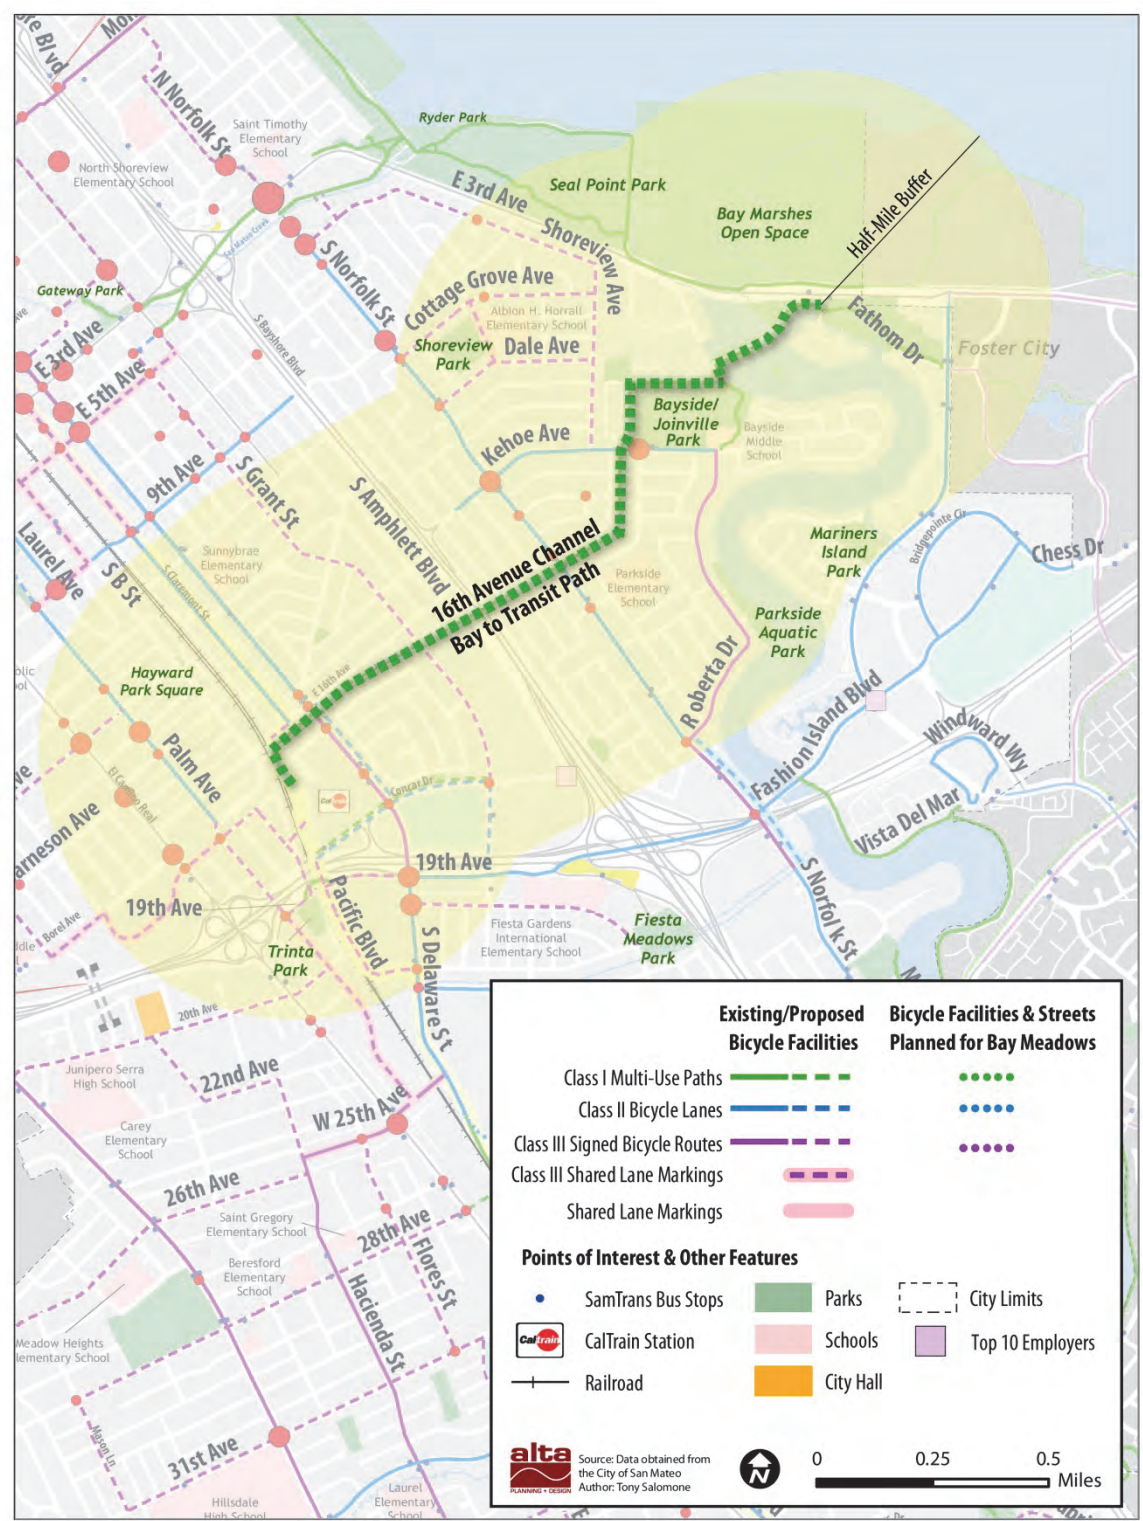 ore Blvd
N Norfolk St
Saint Timothy
Elementary
School
Ryder Park
North Shoreview
Elementary School
E 3rd Ave
Seal Point Park
Bay Marshes
Open Space
Half-Mile Buffer
Shoreview Ave
S Norfolk St
Cottage Grove Ave
Gateway Park
Albion H. Horrall
Elementary School
Shoreview
Park
Dale Ave
Fathom Dr
Foster City
S Bayshore Blvd
E 3rd Ave
E 5th Ave
Bayside/
Joinville
Park
Bayside
Middle
School
Kehoe Ave
9th Ave
S Grant St
S Amphlett Blvd
Laurel Ave
S B St
Sunnybrae
Elementary
School
S Claremont St
16th Avenue Channel
Bay to Transit Path
Parkside
Elementary
School
Mariners
Island
Park
Bridgepointe Cir
Chess Dr
Parkside
Aquatic
Park
Hayward
Park Square
E 16th Ave
Roberta Dr
Fashion Island Blvd
Windward Wy
Palm Ave
El Camino Real
Concar Dr
Cal
Vista Del Mar
arneson Ave
19th Ave
19th Ave
Borel Ave
Pacific Blvd
S Norfolk St
Fiesta Gardens
International
Elementary School
Fiesta
Meadows
Park
Trinta
Park
S Delaware St
20th Ave
Junipero Serra
High School
22nd Ave
W 25th Ave
Carey
Elementary
School
26th Ave
Saint Gregory
Elementary School
28th Ave
Flores St
Beresford
Elementary
School
Hacienda St
Meadow Heights
lementary School
Mason Ln
31st Ave
Hillsdale
High School
Laurel
Elementary
School
Existing/Proposed
Bicycle Facilities
Bicycle Facilities & Streets
Planned for Bay Meadows
Class I Multi-Use Paths
Class II Bicycle Lanes
Class III Signed Bicycle Routes
Class III Shared Lane Markings
Shared Lane Markings
Points of Interest & Other Features
SamTrans Bus Stops
Parks
City Limits
Caltrain
CalTrain Station
Schools
Top 10 Employers
Railroad
City Hall
alta
PLANNING + DESIGN
Source: Data obtained from
the City of San Mateo
Author: Tony Salomone
N
0 0.25 0.5
Miles